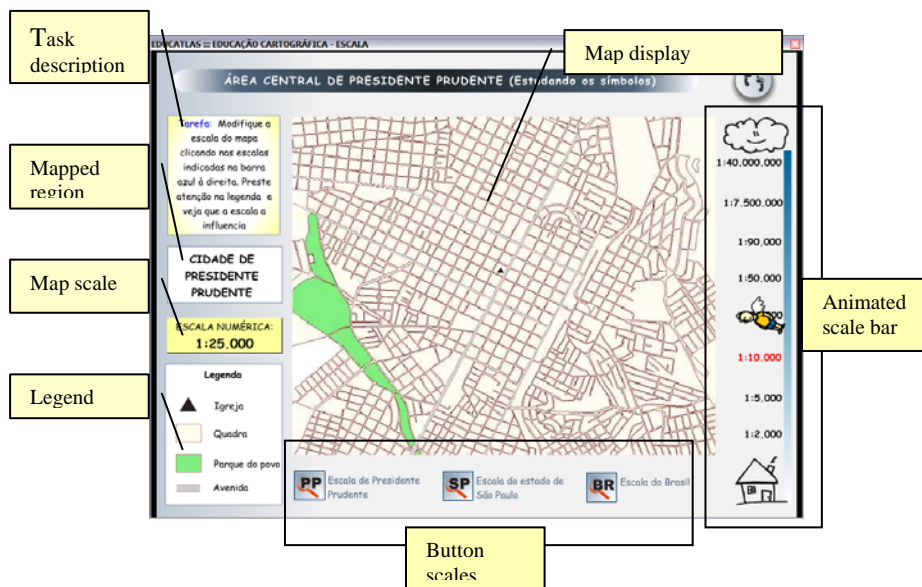 Task
description
EDUCATLAS ::: EDUCAÇÃO CARTOGRÁFICA - ESCALA
Map display
ÁREA CENTRAL DE PRESIDENTE PRUDENTE (Estudando os símbolos)
Tarefa: Modifique a
escala do mapa
clicando nas escalas
indicadas na barra
azul à direita. Preste
atenção na legenda e
veja que a escala a
influencia
Mapped
region
CIDADE DE
PRESIDENTE
PRUDENTE
Map scale
ESCALA NUMÉRICA:
1:25.000
Legend
Legenda
Igreja
Quadra
Parque do povo
Avenida
1:40.000.000
1:7.500.000
1:90.000
1:50.000
1:10.000
1:5.000
1:2.000
Animated
scale bar
PP
Escala de Presidente
Prudente
SP
Escala do estado de
São Paulo
BR
Escala do Brasil
Button
scales